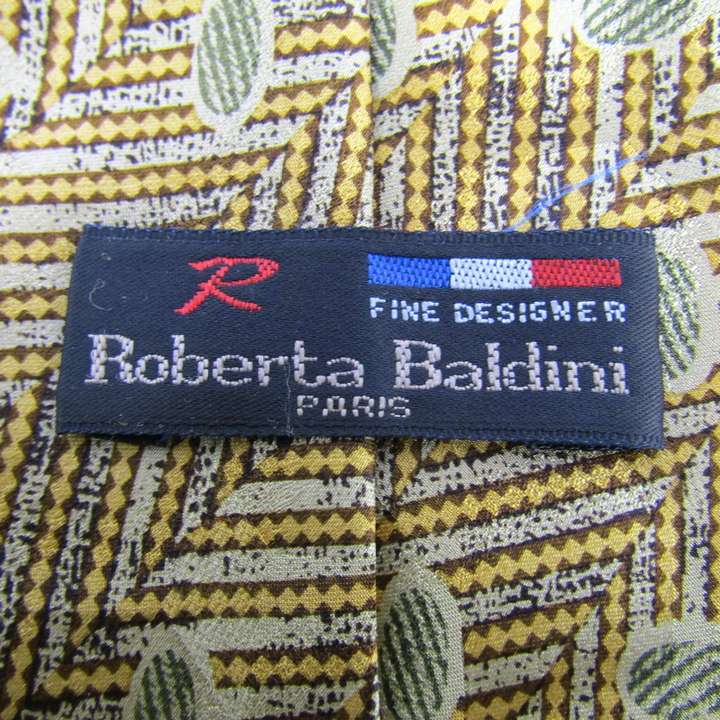 R
FINE DESIGNER
Roberta Baldini
PARIS